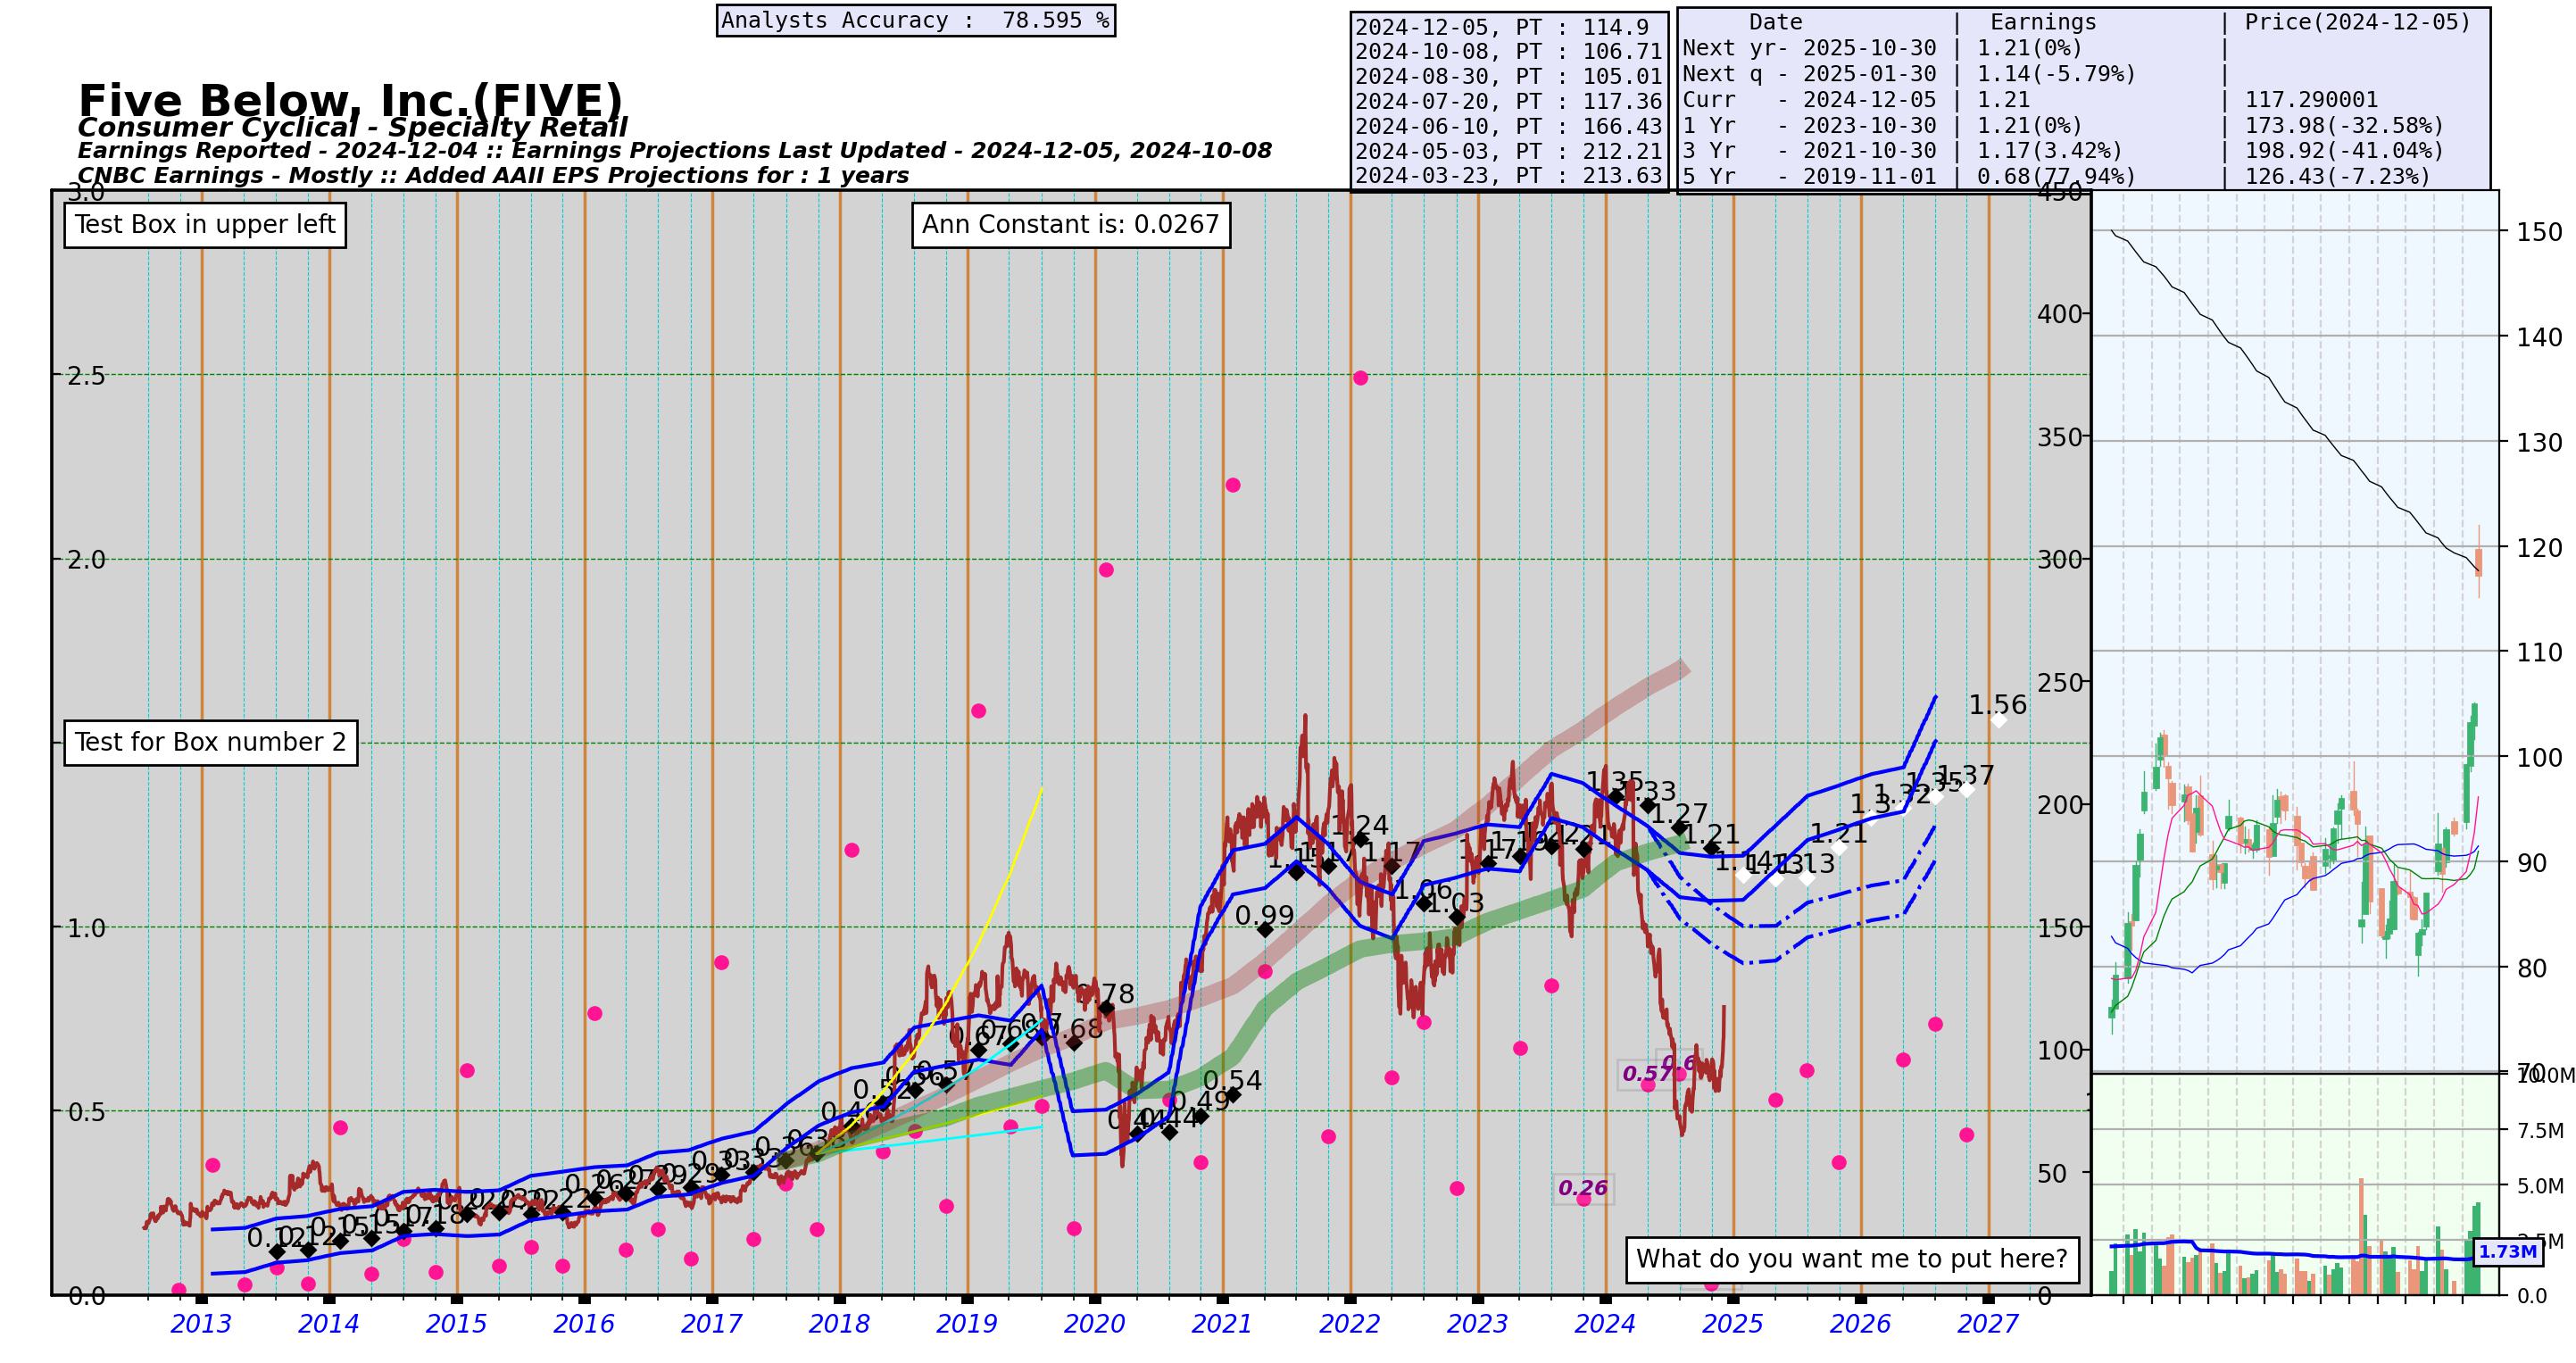 Analysts Accuracy :  78.595 %
2024-12-05, PT : 114.9
2024-10-08, PT : 106.71
2024-08-30, PT : 105.01
2024-07-20, PT : 117.36
2024-06-10, PT : 166.43
2024-05-03, PT : 212.21
2024-03-23, PT : 213.63
Date | Earnings | Price(2024-12-05)
Next yr- 2025-10-30 | 1.21(0%) |
Next q - 2025-01-30 | 1.14(-5.79%) |
Curr - 2024-12-05 | 1.21 | 117.290001
1 Yr - 2023-10-30 | 1.21(0%) | 173.98(-32.58%)
3 Yr - 2021-10-30 | 1.17(3.42%) | 198.92(-41.04%)
5 Yr - 2019-11-01 | 0.68(77.94%) | 126.43(-7.23%)
Five Below, Inc.(FIVE)
Consumer Cyclical - Specialty Retail
Earnings Reported - 2024-12-04 :: Earnings Projections Last Updated - 2024-12-05, 2024-10-08
CNBC Earnings - Mostly :: Added AAII EPS Projections for : 1 years
Test Box in upper left
Ann Constant is: 0.0267
Test for Box number 2
What do you want me to put here?
3.0
2.5
2.0
1.0
0.5
0.0
450
400
350
300
250
200
150
100
50
0
150
140
130
120
110
100
90
80
70
10.0M
7.5M
5.0M
0.0
1.73M
1.56
1.37
1.35
1.33
1.27
1.21
1.21
1.13
1.24
1.17
1.06
1.03
0.99
0.78
0.68
0.54
0.49
0.57
0.6
0.26
2013
2014
2015
2016
2017
2018
2019
2020
2021
2022
2023
2024
2025
2026
2027